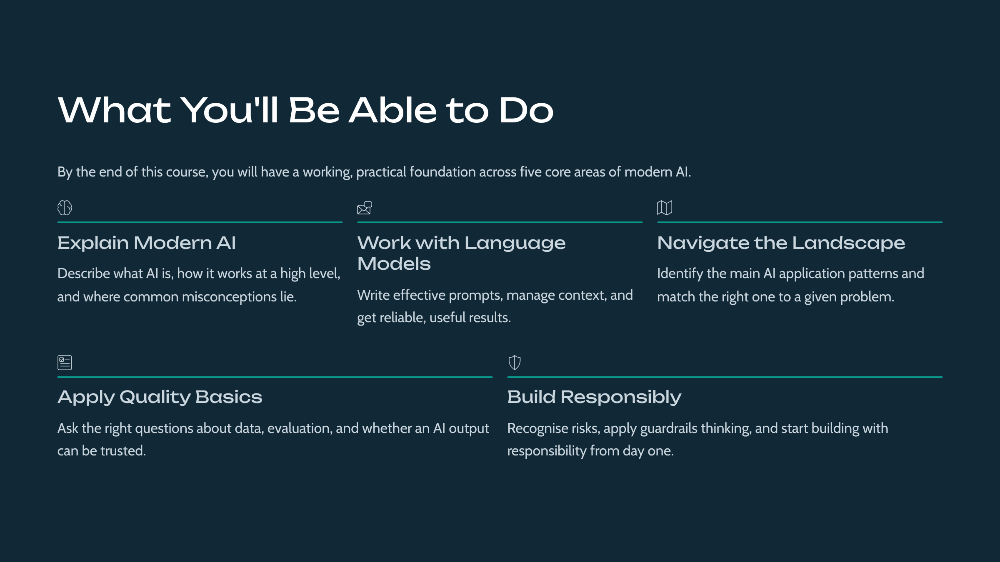 What You'll Be Able to Do
By the end of this course, you will have a working, practical foundation across five core areas of modern AI.
Explain Modern AI
Describe what AI is, how it works at a high level,
and where common misconceptions lie.
Work with Language
Models
Write effective prompts, manage context, and
get reliable, useful results.
Navigate the Landscape
Identify the main AI application patterns and
match the right one to a given problem.
Apply Quality Basics
Ask the right questions about data, evaluation, and whether an AI output
can be trusted.
Build Responsibly
Recognise risks, apply guardrails thinking, and start building with
responsibility from day one.